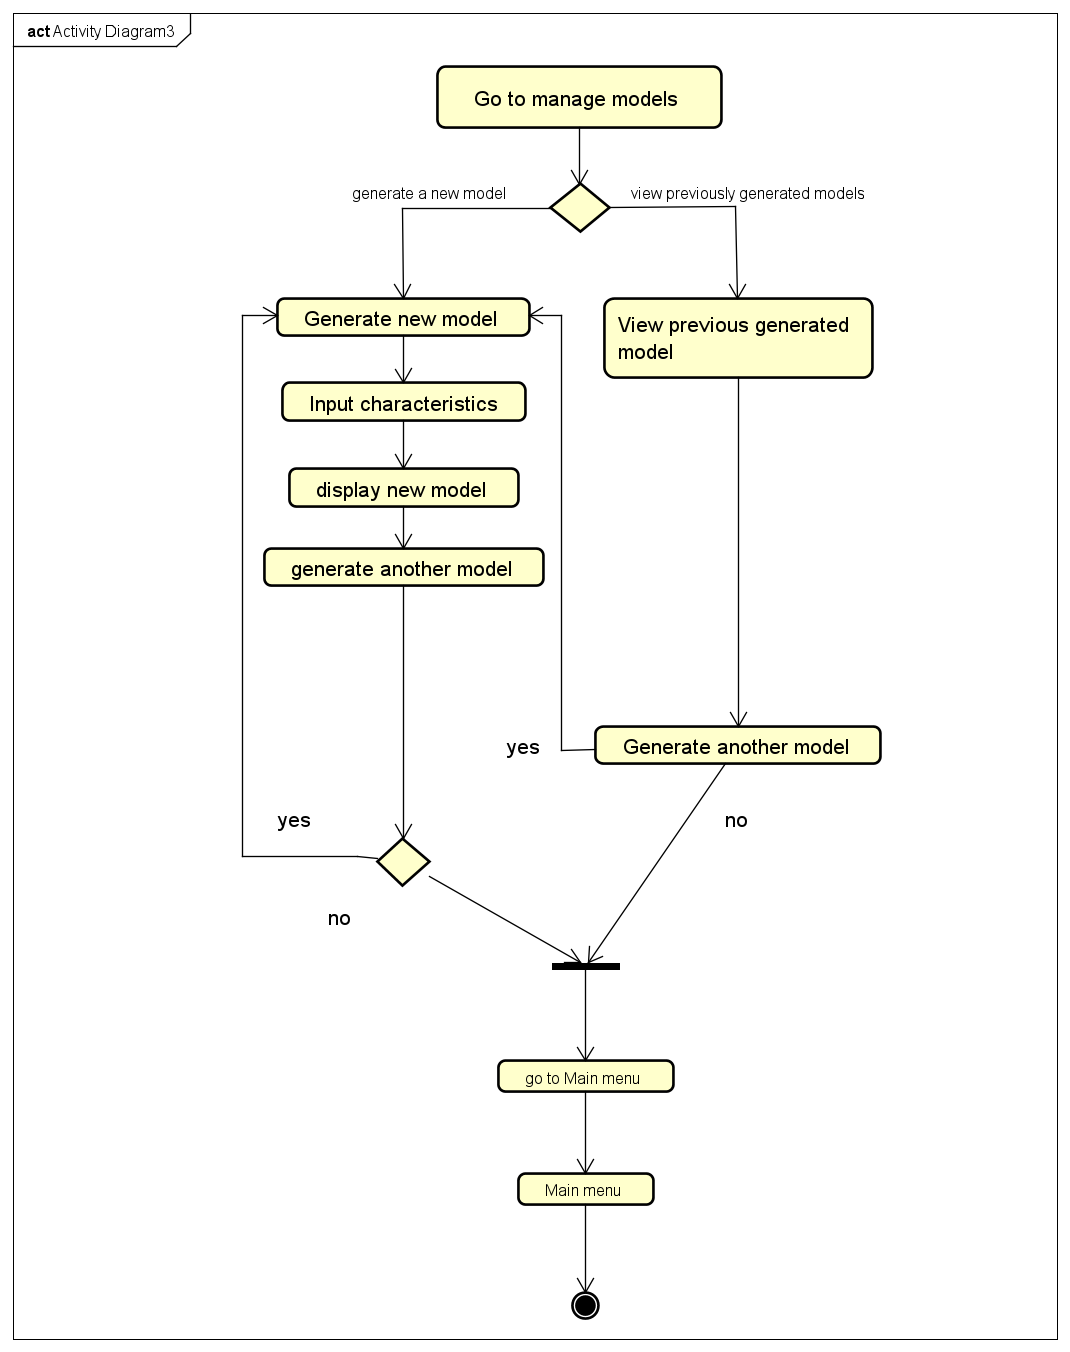 act Activity Diagram3
Go to manage models
generate a new model
view previously generated models
Generate new model
View previous generated
model
Input characteristics
display new model
generate another model
yes
Generate another model
yes
no
no
go to Main menu
Main menu